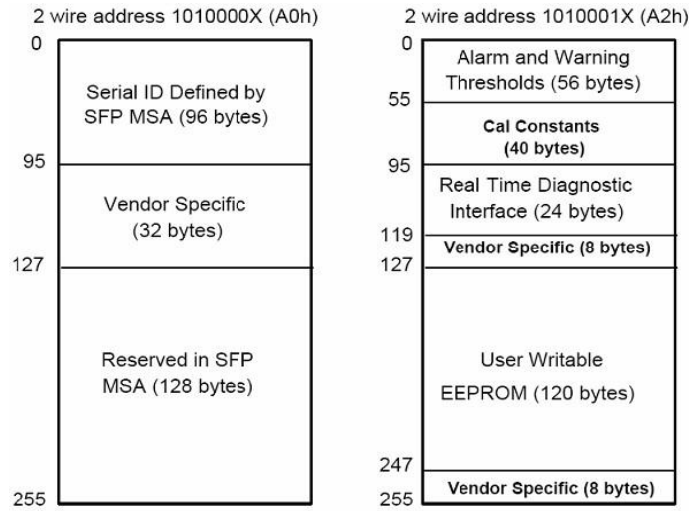 2 wire address 1010000X (A0h)
0
Serial ID Defined by
SFP MSA (96 bytes)
95
Vendor Specific
(32 bytes)
127
Reserved in SFP
MSA (128 bytes)
255
2 wire address 1010001X (A2h)
0
Alarm and Warning
Thresholds (56 bytes)
55
Cal Constants
(40 bytes)
95
Real Time Diagnostic
Interface (24 bytes)
119
Vendor Specific (8 bytes)
127
User Writable
EEPROM (120 bytes)
247
Vendor Specific (8 bytes)
255